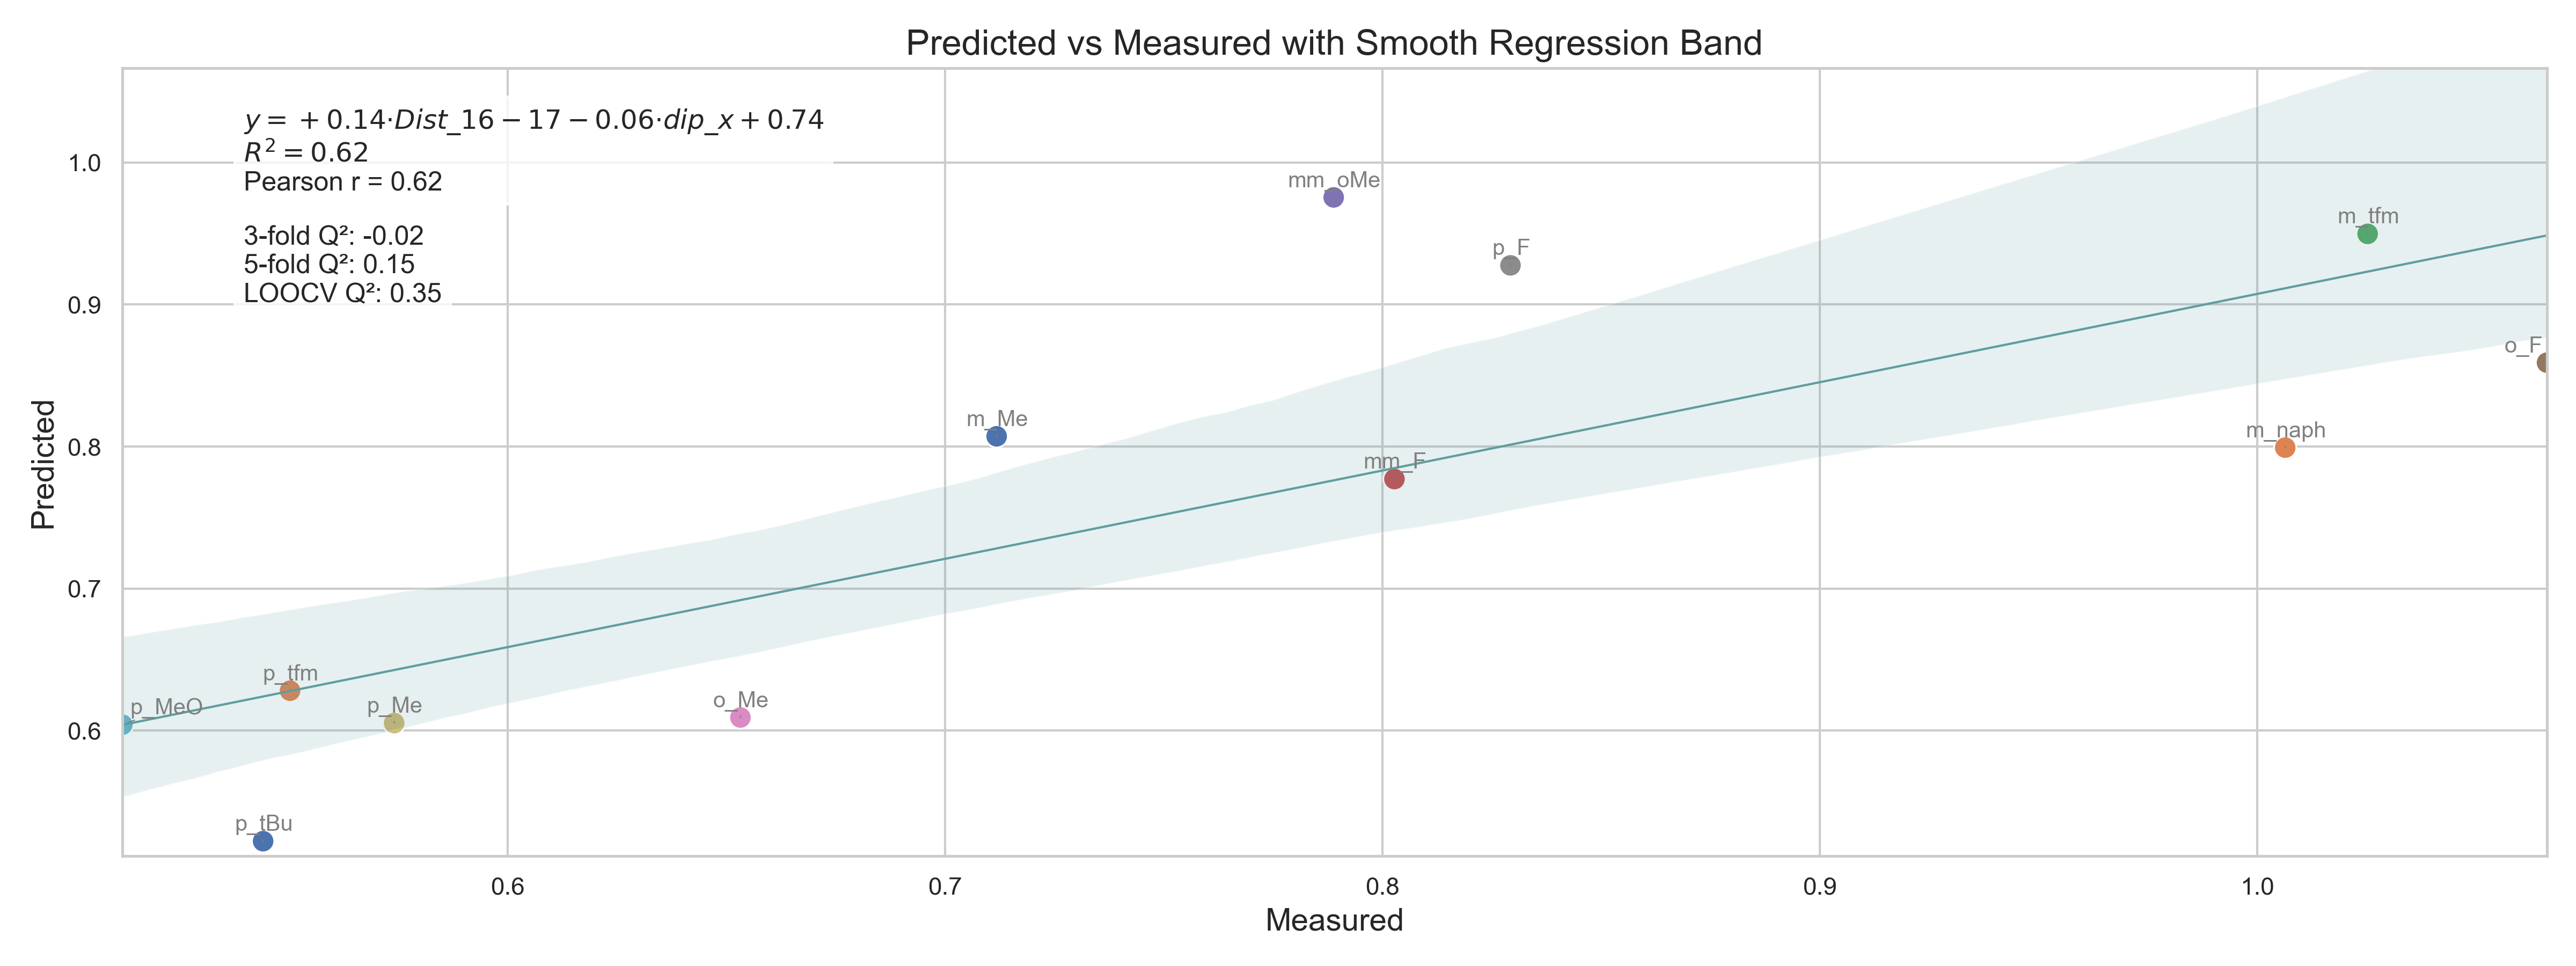 Predicted vs Measured with Smooth Regression Band
y = +0.14·Dist_16 − 17 − 0.06·dip_x + 0.74
R² = 0.62
Pearson r = 0.62
3-fold Q²: -0.02
5-fold Q²: 0.15
LOOCV Q²: 0.35
Predicted
1.0
0.9
0.8
0.7
0.6
mm_oMe
p_F
m_tfm
o_F
m_Me
m_naph
mm_F
p_tfm
p_MeO
p_Me
o_Me
p_tBu
0.6
0.7
0.8
0.9
1.0
Measured